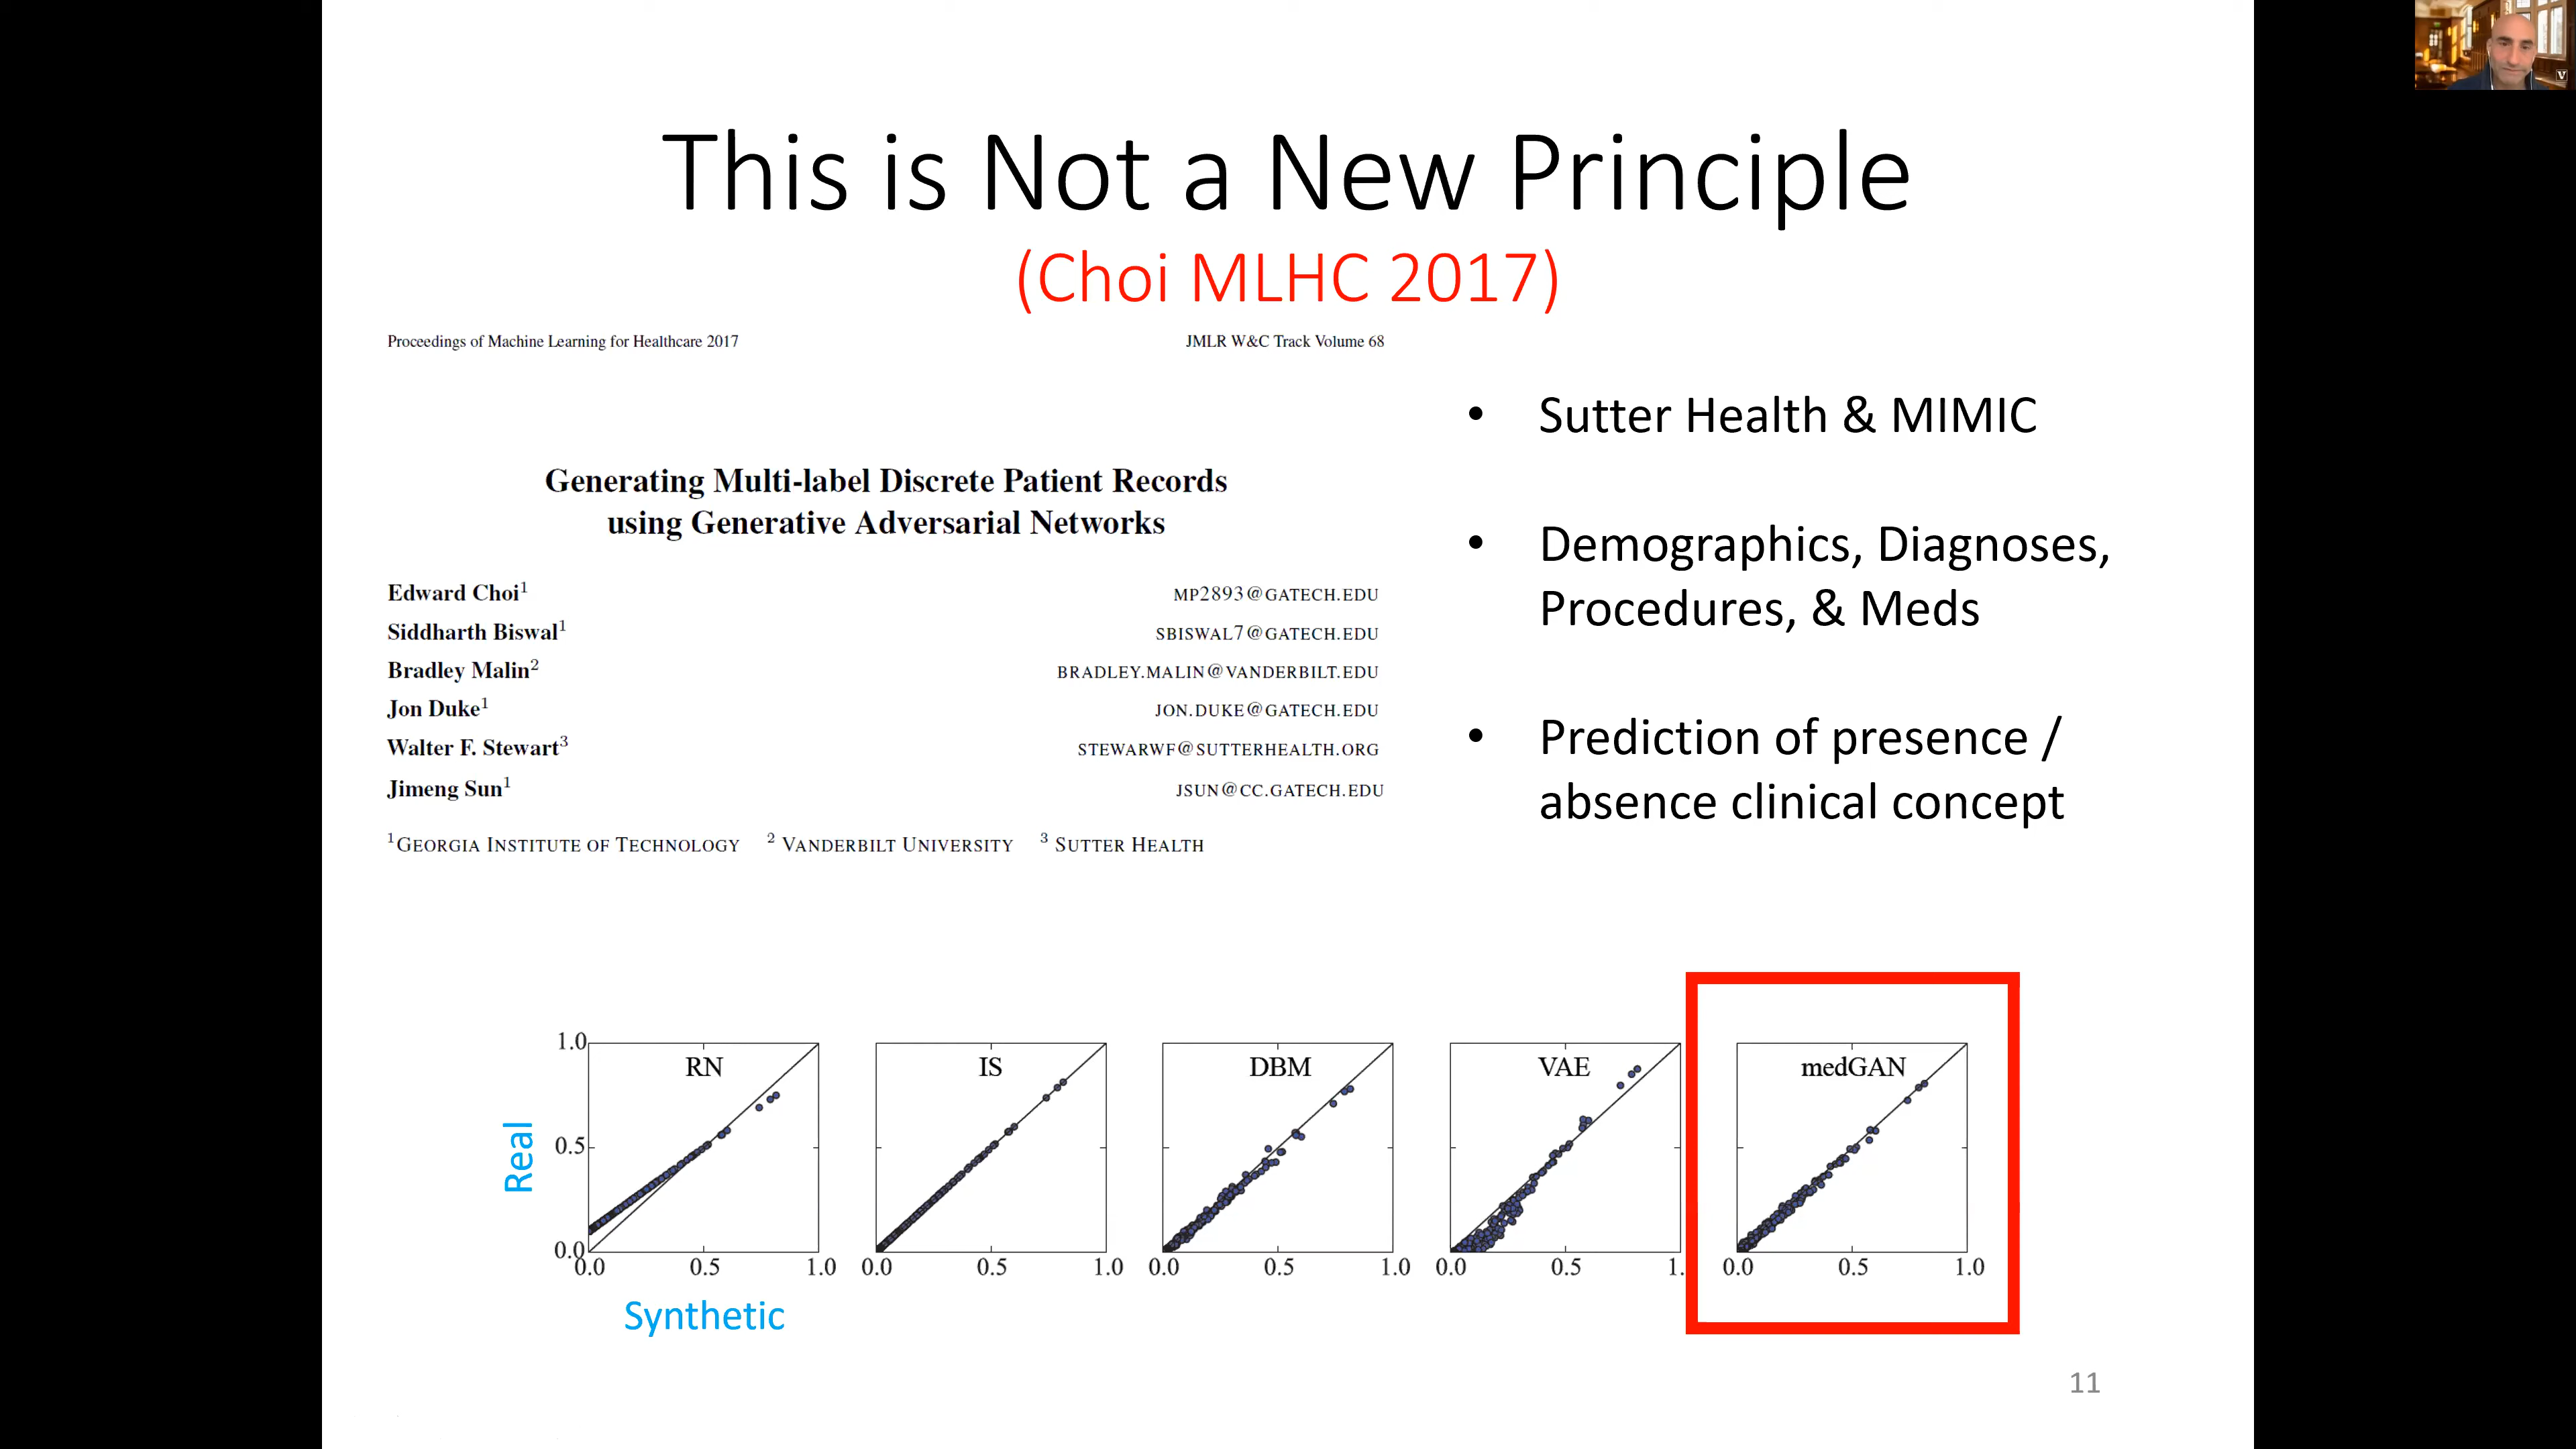 This is Not a New Principle
(Choi MLHC 2017)
Proceedings of Machine Learning for Healthcare 2017 JMLR W&C Track Volume 68
Generating Multi-label Discrete Patient Records
using Generative Adversarial Networks
Edward Choi1 MP2893@GATECH.EDU
Siddharth Biswal1 SBISWAL7@GATECH.EDU
Bradley Malin2 BRADLEY.MALIN@VANDERBILT.EDU
Jon Duke1 JON.DUKE@GATECH.EDU
Walter F. Stewart3 STEWARWF@SUTTERHEALTH.ORG
Jimeng Sun1 JSUN@CC.GATECH.EDU
1GEORGIA INSTITUTE OF TECHNOLOGY 2 VANDERBILT UNIVERSITY 3 SUTTER HEALTH
• Sutter Health & MIMIC
• Demographics, Diagnoses,
Procedures, & Meds
• Prediction of presence /
absence clinical concept
1.0
RN IS DBM VAE medGAN
Real
0.5
0.0
0.0 0.5 1.0 0.0 0.5 1.0 0.0 0.5 1.0 0.0 0.5 1. 0.0 0.5 1.0
Synthetic
11
V